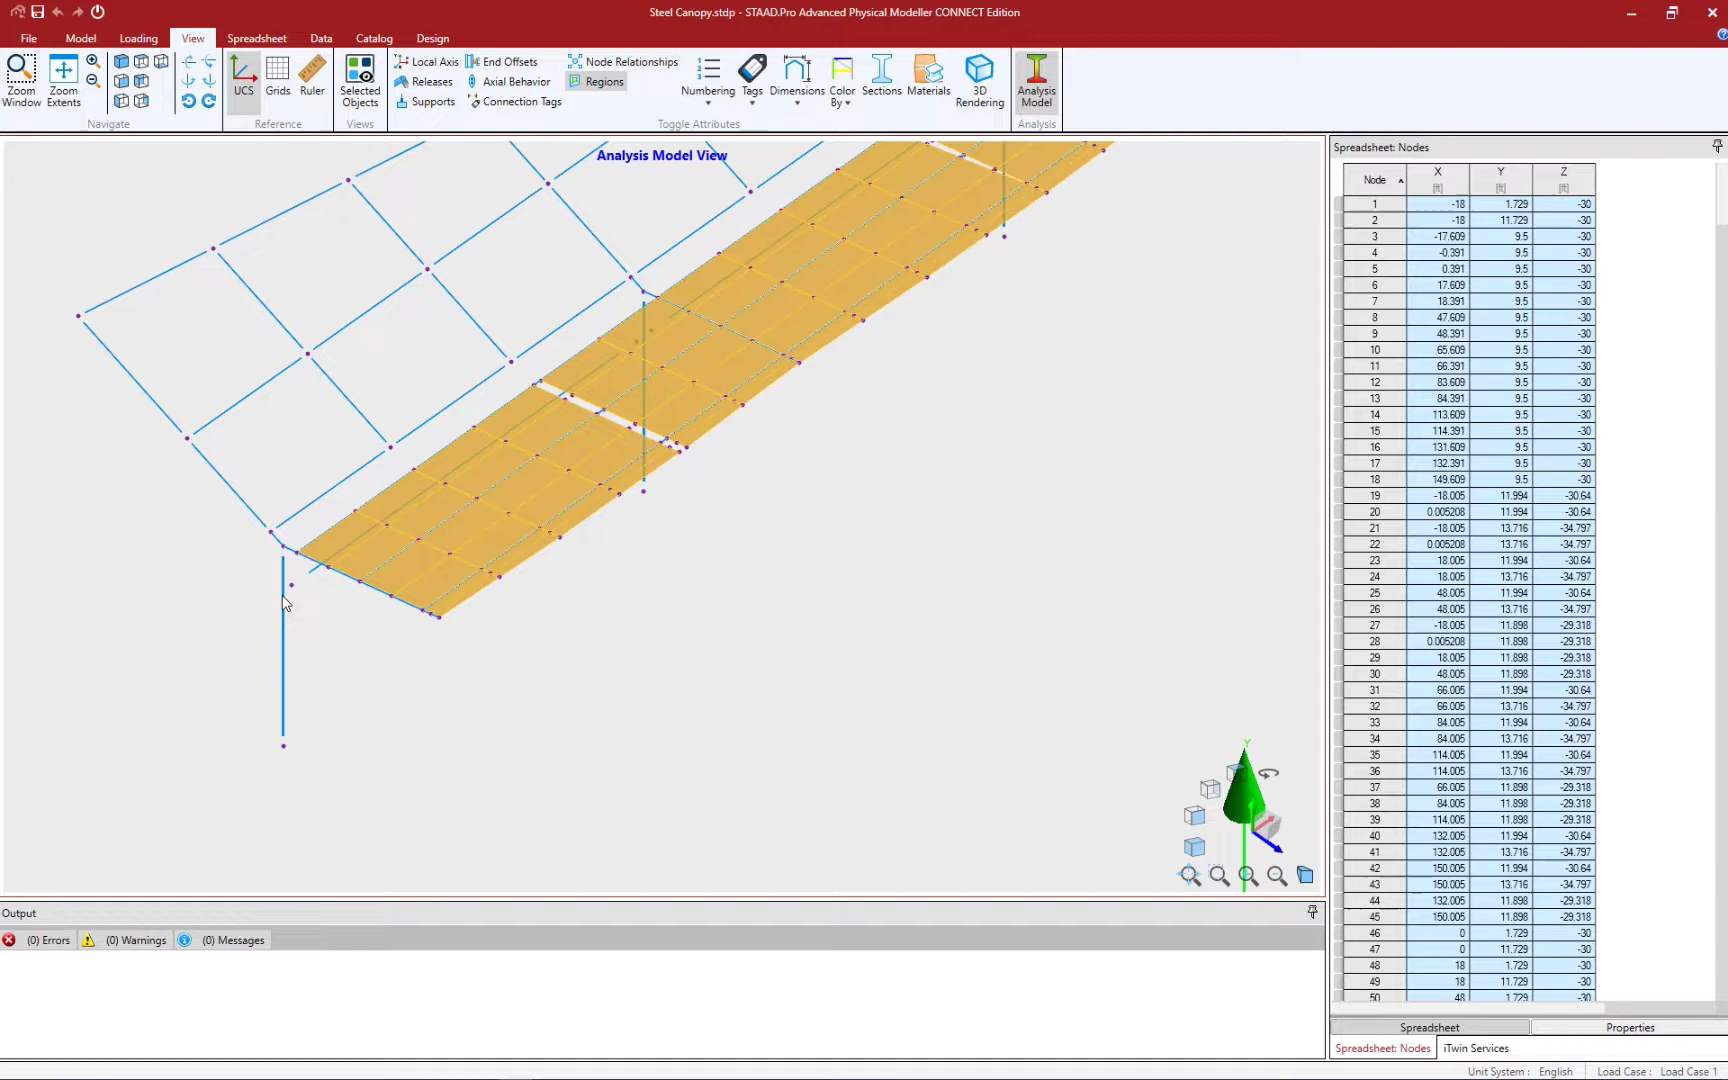 Steel Canopy.stdp - STAAD.Pro Advanced Physical Modeller CONNECT Edition
File Model Loading View Spreadsheet Data Catalog Design
Zoom Window
Zoom Extents
Navigate
UCS
Grids
Ruler
Reference
Selected Objects
Views
Local Axis End Offsets Node Relationships
Releases Axial Behavior Regions
Supports Connection Tags
Numbering
Tags
Dimensions
Color By
Sections
Materials
3D Rendering
Toggle Attributes
Analysis Model
Analysis
Analysis Model View
Y
Spreadsheet: Nodes
Node X [ft] Y [ft] Z [ft]
1 -18 1.729 -30
2 -18 11.729 -30
3 -17.609 9.5 -30
4 -0.391 9.5 -30
5 0.391 9.5 -30
6 17.609 9.5 -30
7 18.391 9.5 -30
8 47.609 9.5 -30
9 48.391 9.5 -30
10 65.609 9.5 -30
11 66.391 9.5 -30
12 83.609 9.5 -30
13 84.391 9.5 -30
14 113.609 9.5 -30
15 114.391 9.5 -30
16 131.609 9.5 -30
17 132.391 9.5 -30
18 149.609 9.5 -30
19 -18.005 11.994 -30.64
20 0.005208 11.994 -30.64
21 -18.005 13.716 -34.797
22 0.005208 13.716 -34.797
23 18.005 11.994 -30.64
24 18.005 13.716 -34.797
25 48.005 11.994 -30.64
26 48.005 13.716 -34.797
27 -18.005 11.898 -29.318
28 0.005208 11.898 -29.318
29 18.005 11.898 -29.318
30 48.005 11.898 -29.318
31 66.005 11.994 -30.64
32 66.005 13.716 -34.797
33 84.005 11.994 -30.64
34 84.005 13.716 -34.797
35 114.005 11.994 -30.64
36 114.005 13.716 -34.797
37 66.005 11.898 -29.318
38 84.005 11.898 -29.318
39 114.005 11.898 -29.318
40 132.005 11.994 -30.64
41 132.005 13.716 -34.797
42 150.005 11.994 -30.64
43 150.005 13.716 -34.797
44 132.005 11.898 -29.318
45 150.005 11.898 -29.318
46 0 1.729 -30
47 0 11.729 -30
48 18 1.729 -30
49 18 11.729 -30
50 48 1.729 -30
Spreadsheet Properties
Spreadsheet: Nodes iTwin Services
Output
(0) Errors (0) Warnings (0) Messages
Unit System : English Load Case : Load Case 1